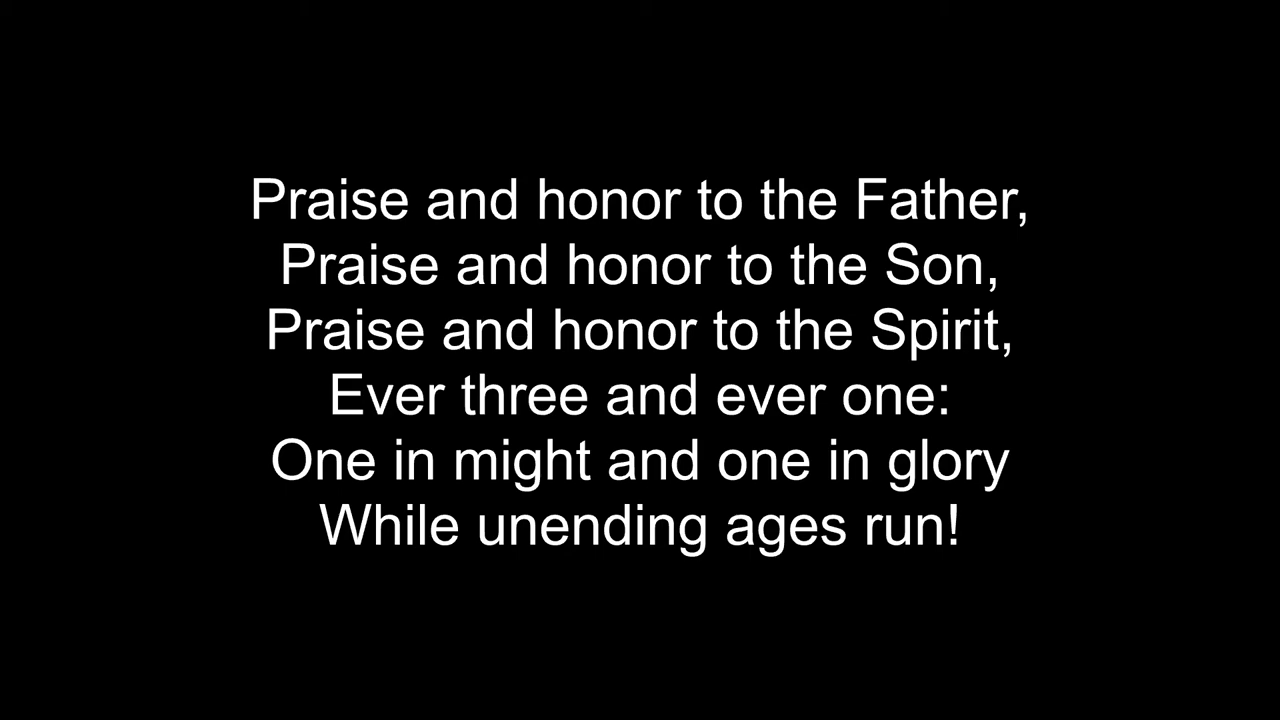 Praise and honor to the Father,
Praise and honor to the Son,
Praise and honor to the Spirit,
Ever three and ever one:
One in might and one in glory
While unending ages run!